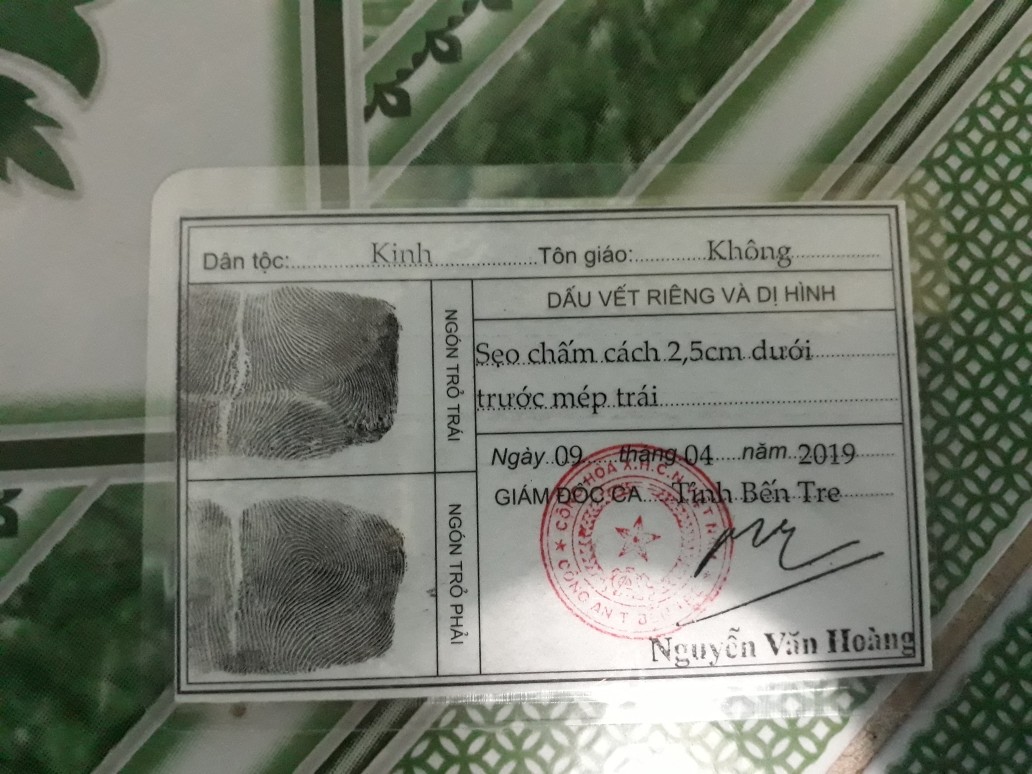 Dân tộc: Kinh Tôn giáo: Không
DẤU VẾT RIÊNG VÀ DỊ HÌNH
NGÓN TRỎ TRÁI
Sẹo chấm cách 2,5cm dưới
trước mép trái
Ngày 09 tháng 04 năm 2019
GIÁM ĐỐC CA Tỉnh Bến Tre
NGÓN TRỎ PHẢI
CÔNG AN T
Nguyễn Văn Hoàng